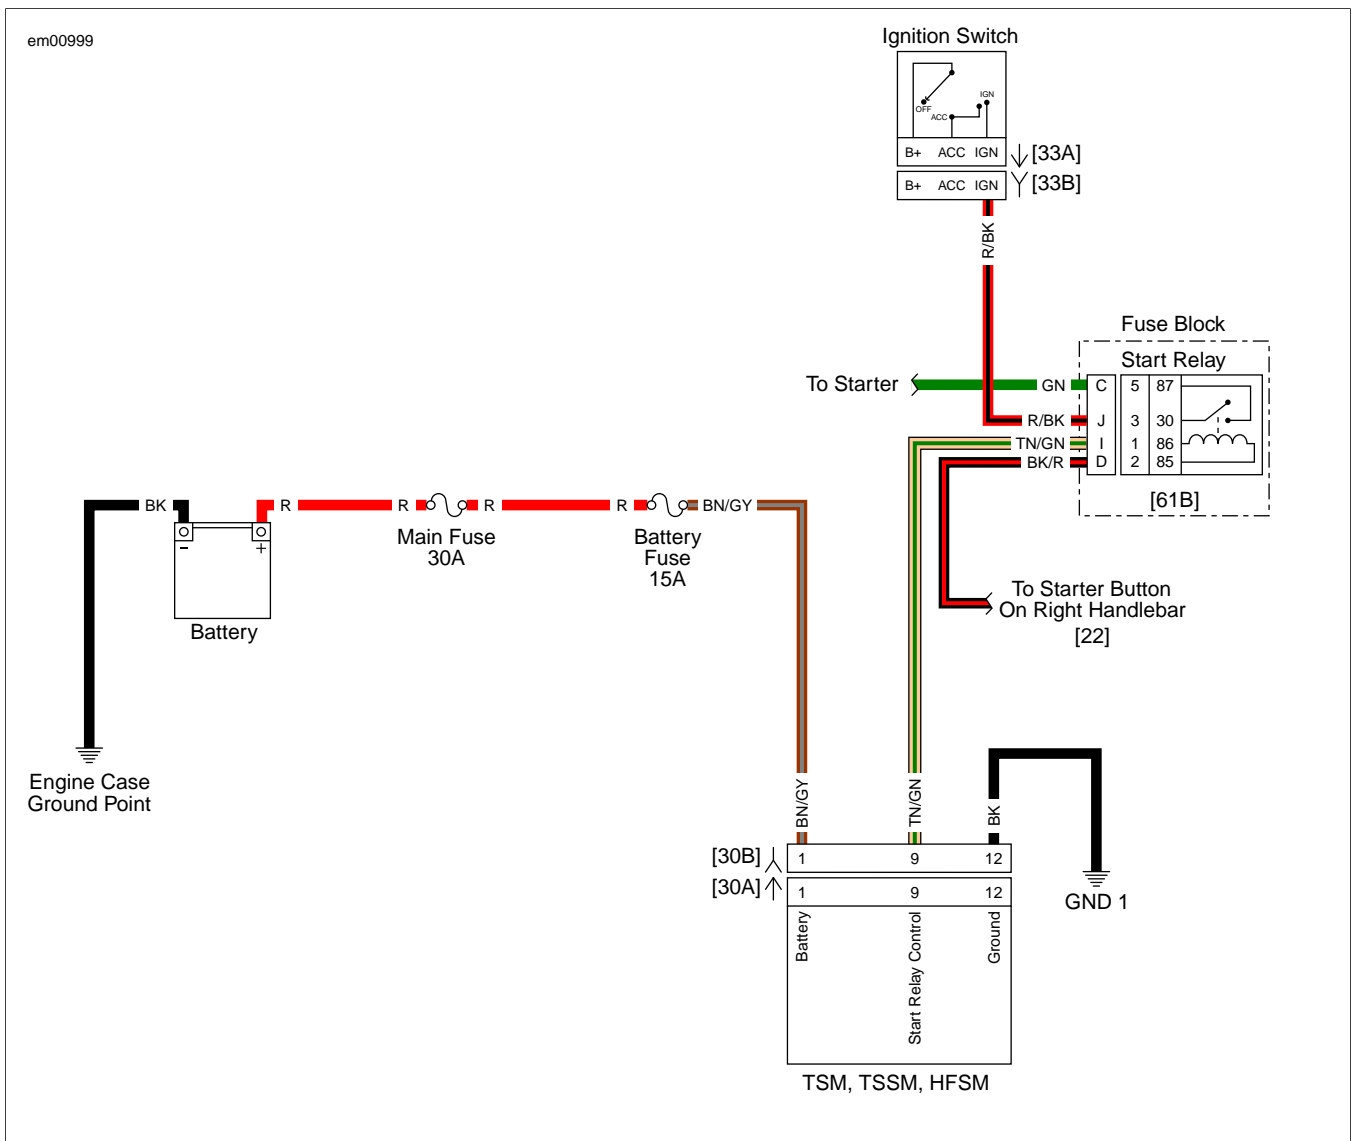 em00999
Ignition Switch
OFF
ACC
IGN
B+ ACC IGN
[33A]
B+ ACC IGN
[33B]
R/BK
Fuse Block
Start Relay
To Starter
GN
C 5 87
R/BK
J 3 30
TN/GN
I 1 86
BK/R
D 2 85
[61B]
BK
R
R
R
R
BN/GY
-
+
Main Fuse
30A
Battery
Fuse
15A
Battery
To Starter Button
On Right Handlebar
[22]
Engine Case
Ground Point
BN/GY
TN/GN
BK
[30B]
1 9 12
[30A]
1 9 12
GND 1
Battery
Start Relay Control
Ground
TSM, TSSM, HFSM